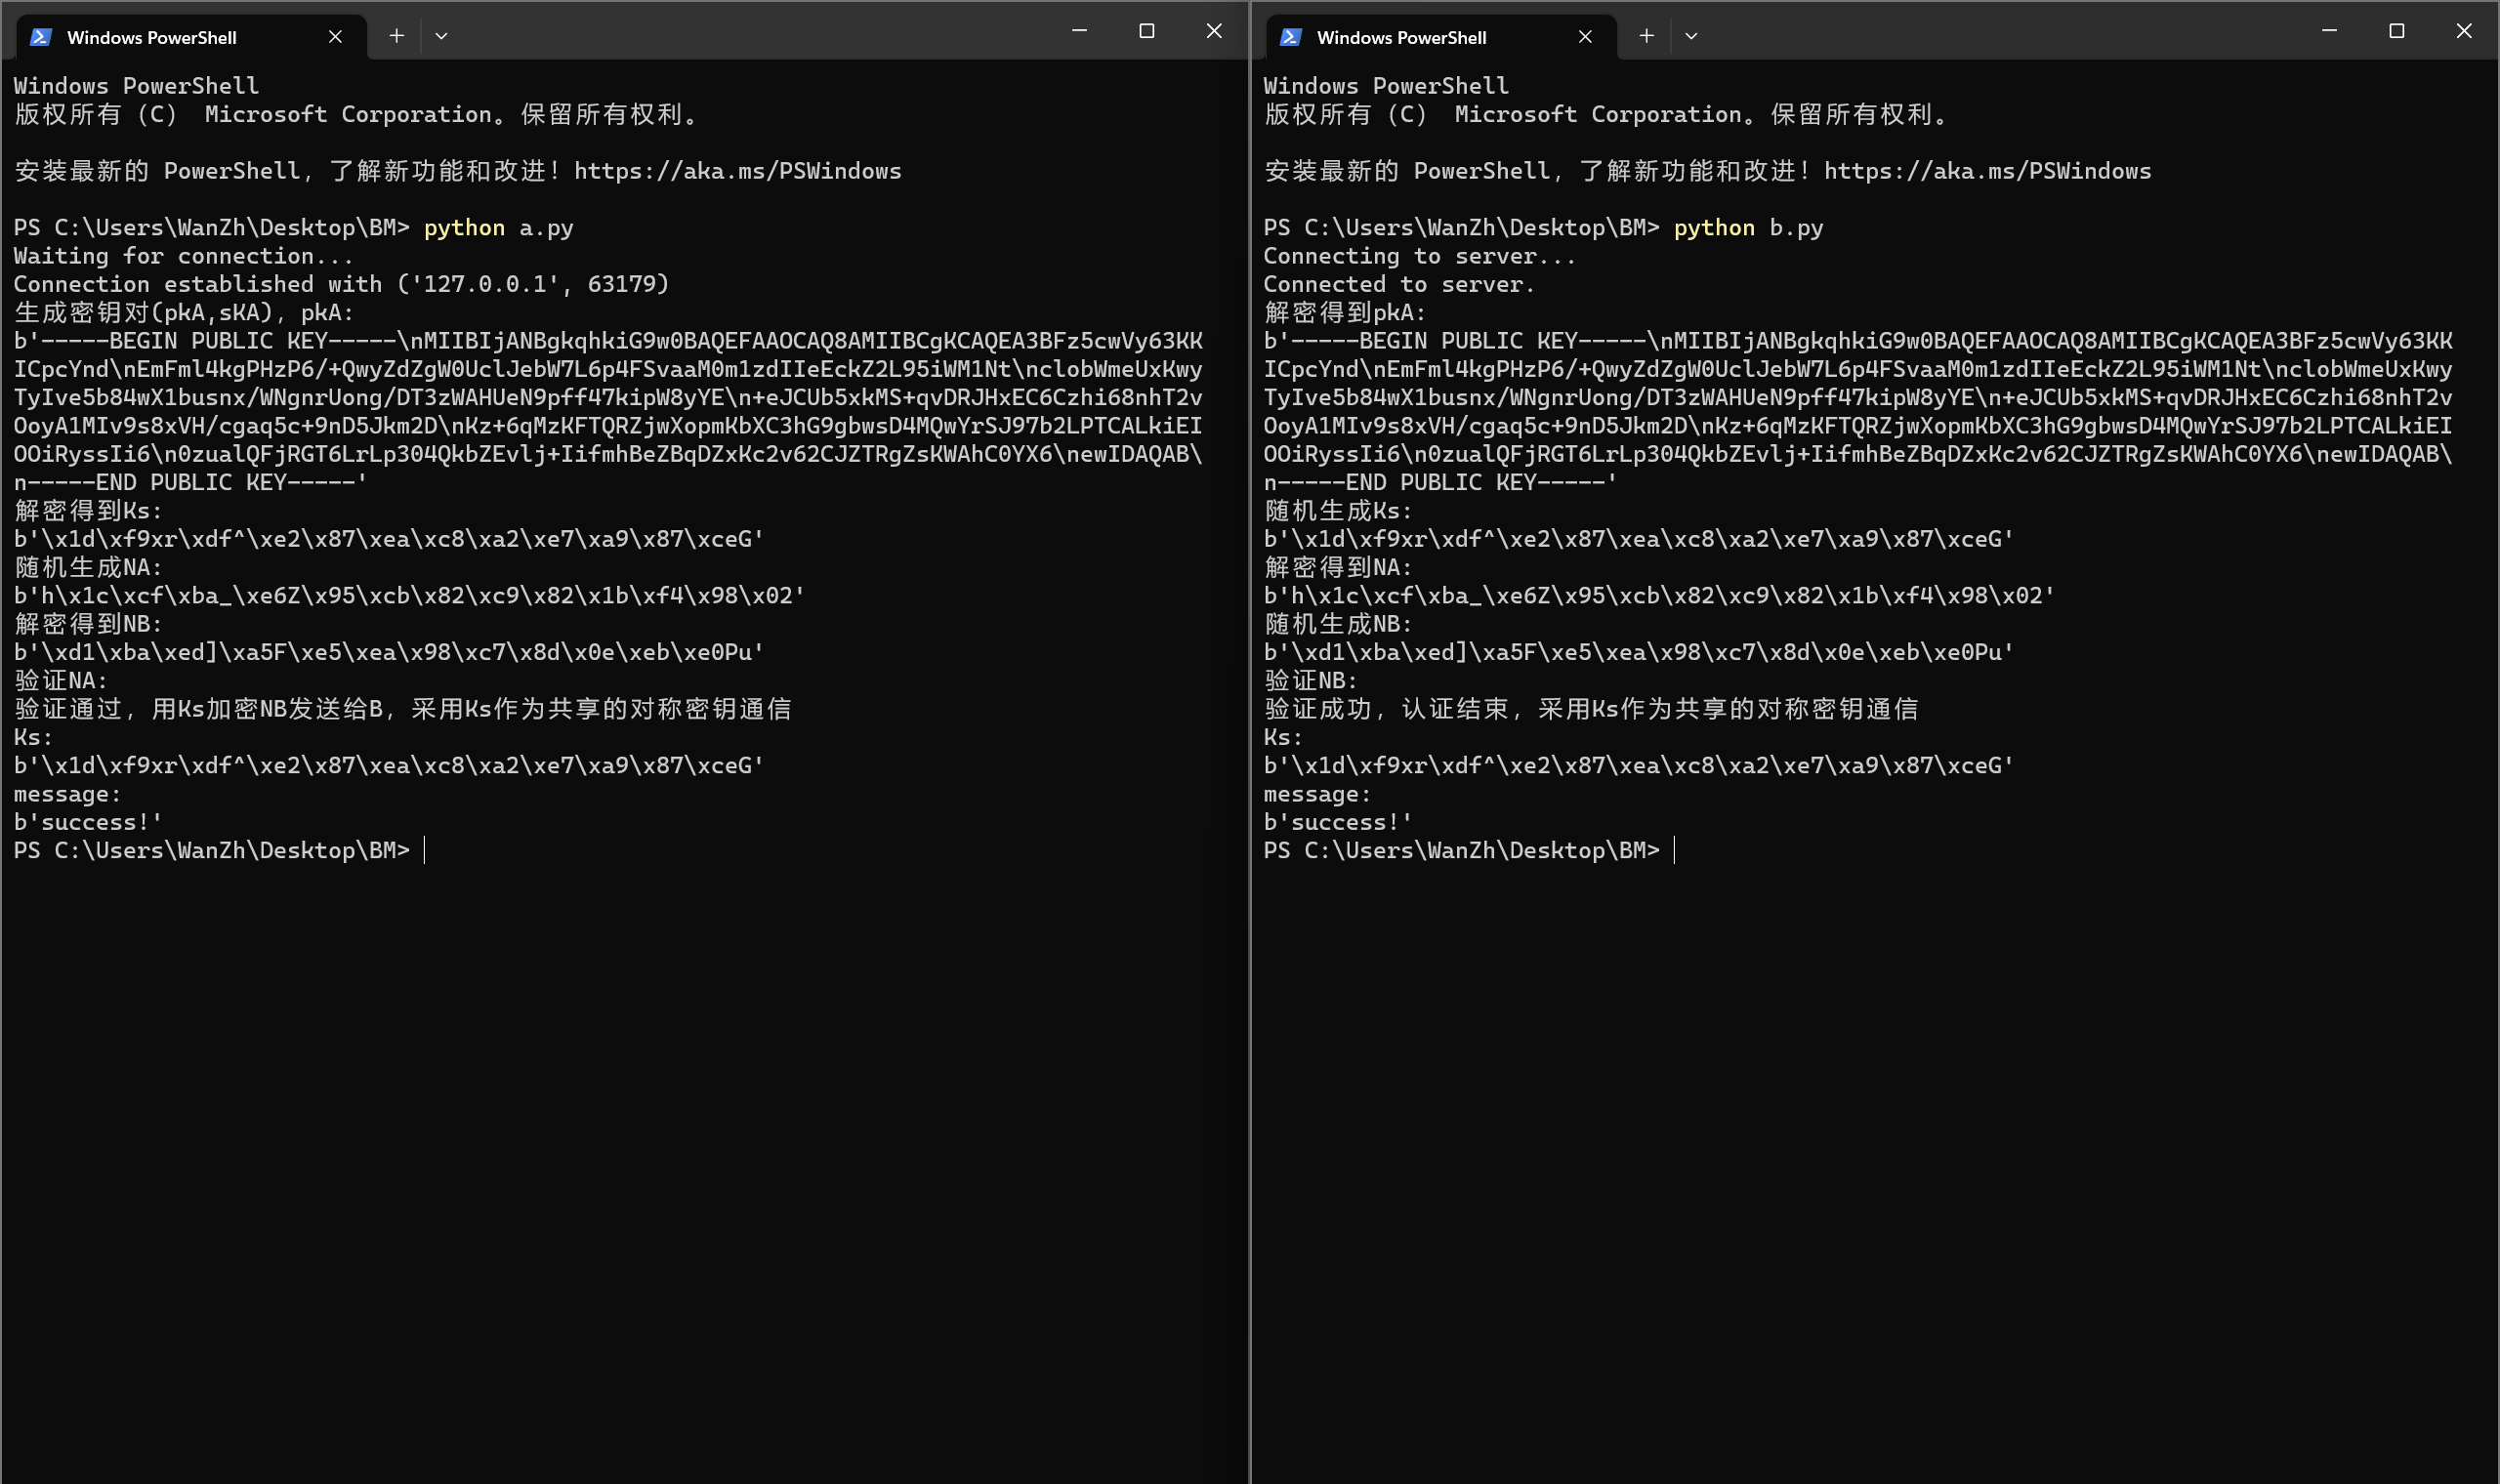 Windows PowerShell
Windows PowerShell
版权所有（C） Microsoft Corporation。保留所有权利。
安装最新的 PowerShell，了解新功能和改进！https://aka.ms/PSWindows
PS C:\Users\WanZh\Desktop\BM> python a.py
Waiting for connection...
Connection established with ('127.0.0.1', 63179)
生成密钥对(pkA,sKA)，pkA:
b'-----BEGIN PUBLIC KEY-----\nMIIBIjANBgkqhkiG9w0BAQEFAAOCAQ8AMIIBCgKCAQEA3BFz5cwVy63KK
ICpcYnd\nEmFml4kgPHzP6/+QwyZdZgW0UclJebW7L6p4FSvaaM0m1zdIIeEckZ2L95iWM1Nt\nclobWmeUxKwy
TyIve5b84wX1busnx/WNgnrUong/DT3zWAHUeN9pff47kipW8yYE\n+eJCUb5xkMS+qvDRJHxEC6Czhi68nhT2v
OoyA1MIv9s8xVH/cgaq5c+9nD5Jkm2D\nKz+6qMzKFTQRZjwXopmKbXC3hG9gbwsD4MQwYrSJ97b2LPTCALkiEI
OOiRyssIi6\n0zualQFjRGT6LrLp304QkbZEvlj+IifmhBeZBqDZxKc2v62CJZTRgZsKWAhC0YX6\newIDAQAB\
n-----END PUBLIC KEY-----'
解密得到Ks:
b'\x1d\xf9xr\xdf^\xe2\x87\xea\xc8\xa2\xe7\xa9\x87\xceG'
随机生成NA:
b'h\x1c\xcf\xba_\xe6Z\x95\xcb\x82\xc9\x82\x1b\xf4\x98\x02'
解密得到NB:
b'\xd1\xba\xed]\xa5F\xe5\xea\x98\xc7\x8d\x0e\xeb\xe0Pu'
验证NA:
验证通过，用Ks加密NB发送给B，采用Ks作为共享的对称密钥通信
Ks:
b'\x1d\xf9xr\xdf^\xe2\x87\xea\xc8\xa2\xe7\xa9\x87\xceG'
message:
b'success!'
PS C:\Users\WanZh\Desktop\BM>
Windows PowerShell
Windows PowerShell
版权所有（C） Microsoft Corporation。保留所有权利。
安装最新的 PowerShell，了解新功能和改进！https://aka.ms/PSWindows
PS C:\Users\WanZh\Desktop\BM> python b.py
Connecting to server...
Connected to server.
解密得到pkA:
b'-----BEGIN PUBLIC KEY-----\nMIIBIjANBgkqhkiG9w0BAQEFAAOCAQ8AMIIBCgKCAQEA3BFz5cwVy63KK
ICpcYnd\nEmFml4kgPHzP6/+QwyZdZgW0UclJebW7L6p4FSvaaM0m1zdIIeEckZ2L95iWM1Nt\nclobWmeUxKwy
TyIve5b84wX1busnx/WNgnrUong/DT3zWAHUeN9pff47kipW8yYE\n+eJCUb5xkMS+qvDRJHxEC6Czhi68nhT2v
OoyA1MIv9s8xVH/cgaq5c+9nD5Jkm2D\nKz+6qMzKFTQRZjwXopmKbXC3hG9gbwsD4MQwYrSJ97b2LPTCALkiEI
OOiRyssIi6\n0zualQFjRGT6LrLp304QkbZEvlj+IifmhBeZBqDZxKc2v62CJZTRgZsKWAhC0YX6\newIDAQAB\
n-----END PUBLIC KEY-----'
随机生成Ks:
b'\x1d\xf9xr\xdf^\xe2\x87\xea\xc8\xa2\xe7\xa9\x87\xceG'
解密得到NA:
b'h\x1c\xcf\xba_\xe6Z\x95\xcb\x82\xc9\x82\x1b\xf4\x98\x02'
随机生成NB:
b'\xd1\xba\xed]\xa5F\xe5\xea\x98\xc7\x8d\x0e\xeb\xe0Pu'
验证NB:
验证成功，认证结束，采用Ks作为共享的对称密钥通信
Ks:
b'\x1d\xf9xr\xdf^\xe2\x87\xea\xc8\xa2\xe7\xa9\x87\xceG'
message:
b'success!'
PS C:\Users\WanZh\Desktop\BM>